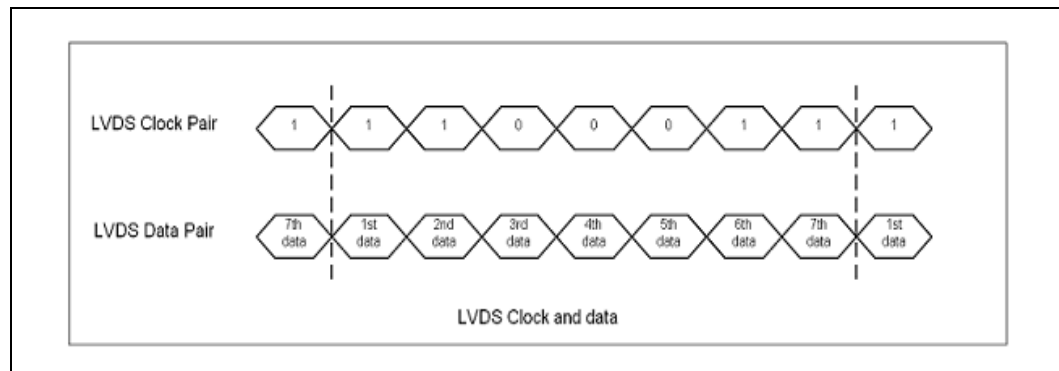 LVDS Clock Pair 1 1 1 0 0 0 1 1 1
LVDS Data Pair 7th data 1st data 2nd data 3rd data 4th data 5th data 6th data 7th data 1st data
LVDS Clock and data